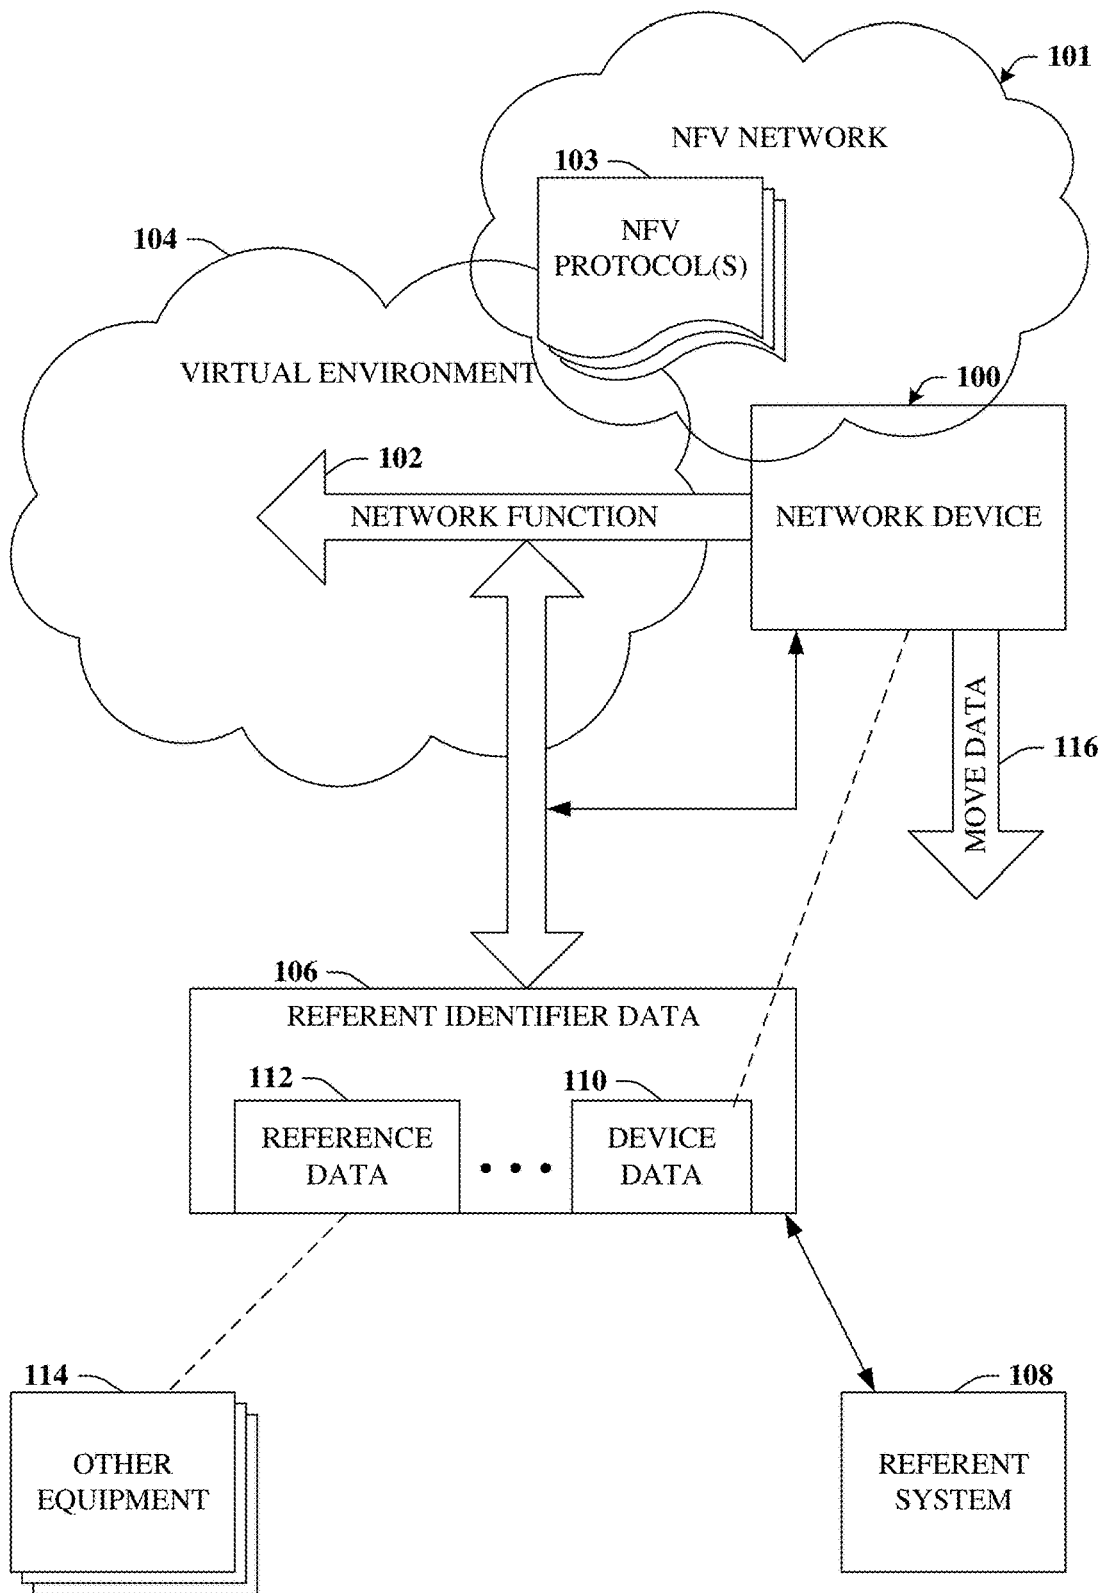 101
NFV NETWORK
103
NFV
PROTOCOL(S)
104
VIRTUAL ENVIRONMENT
100
102
NETWORK FUNCTION
NETWORK DEVICE
MOVE DATA
116
106
REFERENT IDENTIFIER DATA
112
110
REFERENCE
DATA
• • •
DEVICE
DATA
114
108
OTHER
EQUIPMENT
REFERENT
SYSTEM